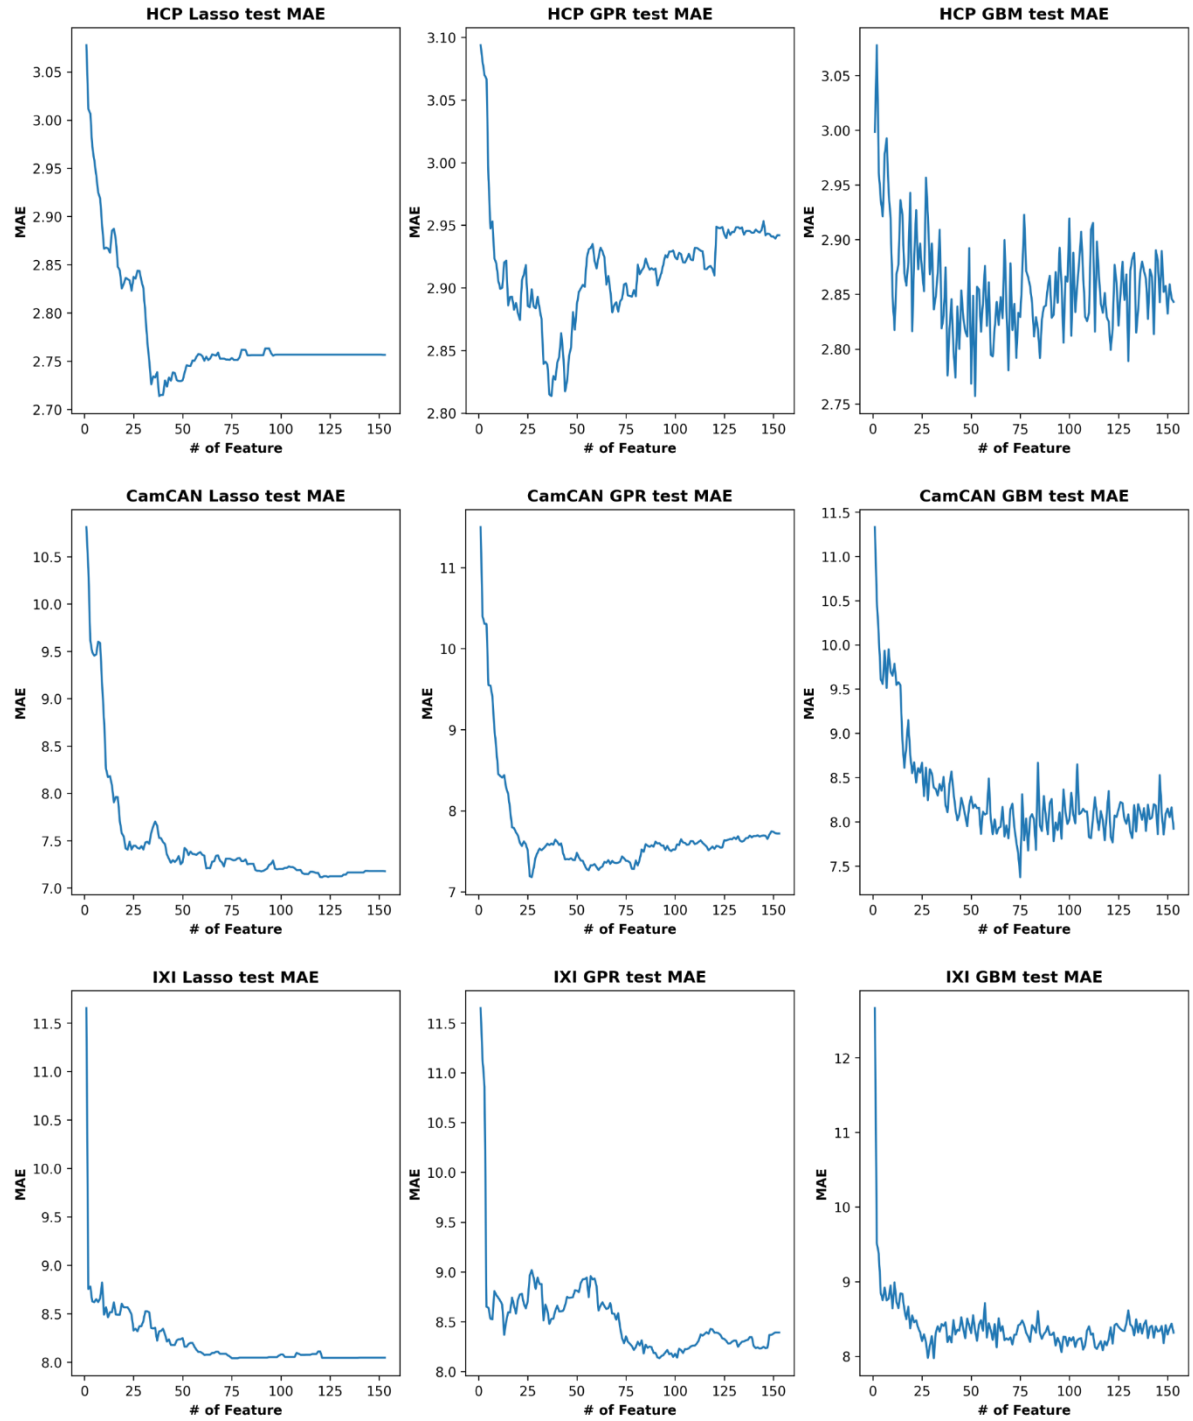 HCP Lasso test MAE
3.05
3.00
2.95
2.90
2.85
2.80
2.75
2.70
MAE
0 25 50 75 100 125 150
# of Feature
HCP GPR test MAE
3.10
3.05
3.00
2.95
2.90
2.85
2.80
MAE
0 25 50 75 100 125 150
# of Feature
HCP GBM test MAE
3.05
3.00
2.95
2.90
2.85
2.80
2.75
MAE
0 25 50 75 100 125 150
# of Feature
CamCAN Lasso test MAE
10.5
10.0
9.5
9.0
8.5
8.0
7.5
7.0
MAE
0 25 50 75 100 125 150
# of Feature
CamCAN GPR test MAE
11
10
9
8
7
MAE
0 25 50 75 100 125 150
# of Feature
CamCAN GBM test MAE
11.5
11.0
10.5
10.0
9.5
9.0
8.5
8.0
7.5
MAE
0 25 50 75 100 125 150
# of Feature
IXI Lasso test MAE
11.5
11.0
10.5
10.0
9.5
9.0
8.5
8.0
MAE
0 25 50 75 100 125 150
# of Feature
IXI GPR test MAE
11.5
11.0
10.5
10.0
9.5
9.0
8.5
8.0
MAE
0 25 50 75 100 125 150
# of Feature
IXI GBM test MAE
12
11
10
9
8
MAE
0 25 50 75 100 125 150
# of Feature